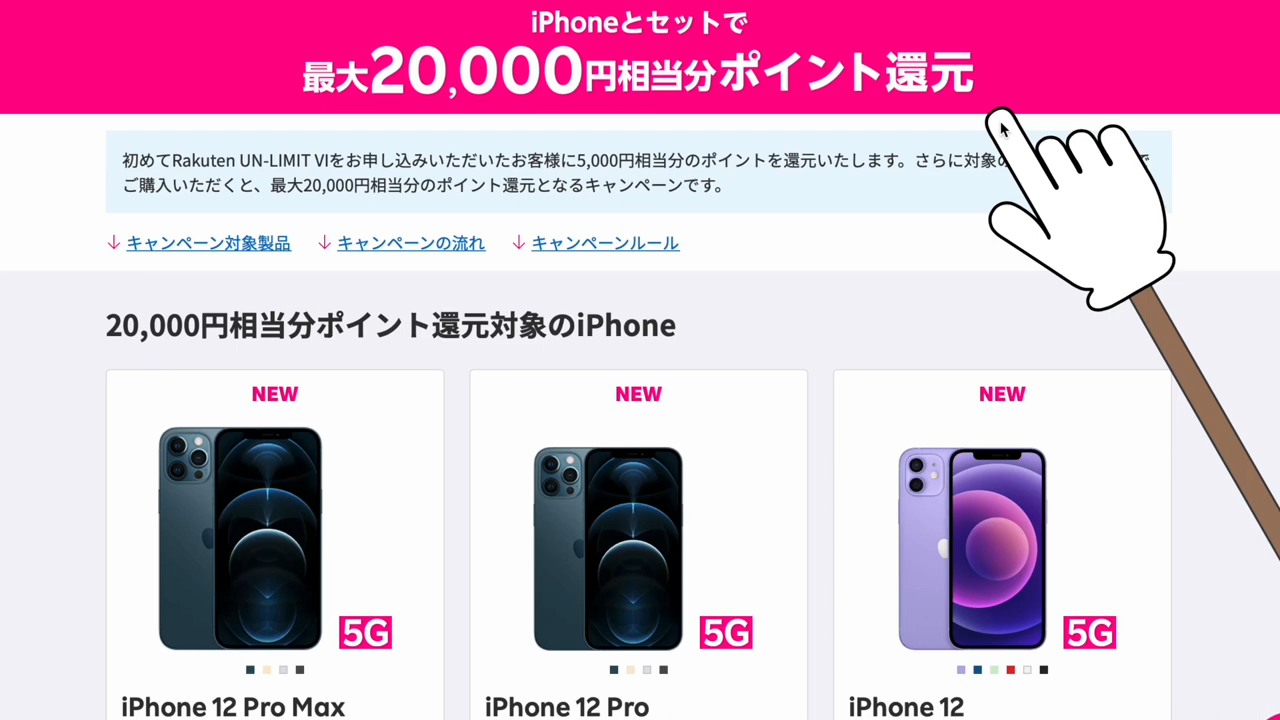 iPhoneとセットで
最大20,000円相当分ポイント還元
初めてRakuten UN-LIMIT VIをお申し込みいただいたお客様に5,000円相当分のポイントを還元いたします。さらに対象の
ご購入いただくと、最大20,000円相当分のポイント還元となるキャンペーンです。
↓ キャンペーン対象製品 ↓ キャンペーンの流れ ↓ キャンペーンルール
20,000円相当分ポイント還元対象のiPhone
NEW NEW NEW
5G 5G 5G
iPhone 12 Pro Max iPhone 12 Pro iPhone 12